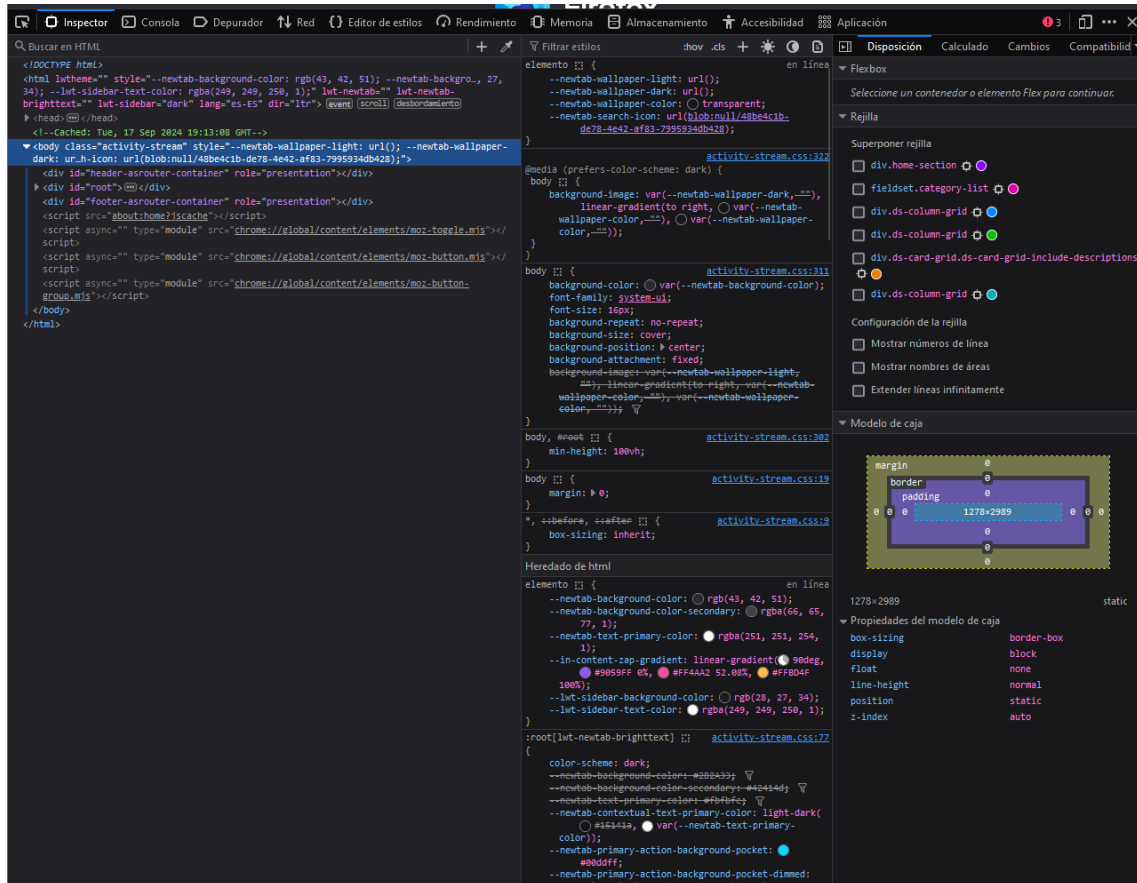 Inspector Consola Depurador Red Editor de estilos Rendimiento Memoria Almacenamiento Accesibilidad Aplicación 3
Buscar en HTML
<!DOCTYPE html>
<html lwtheme="" style="--newtab-background-color: rgb(43, 42, 51); --newtab-backgro…, 27,
34); --lwt-sidebar-text-color: rgba(249, 249, 250, 1);" lwt-newtab="" lwt-newtab-
brighttext="" lwt-sidebar="dark" lang="es-ES" dir="ltr"> event scroll desbordamiento
<head> </head>
<!--Cached: Tue, 17 Sep 2024 19:13:08 GMT-->
<body class="activity-stream" style="--newtab-wallpaper-light: url(); --newtab-wallpaper-
dark: ur…h-icon: url(blob:null/48be4c1b-de78-4e42-af83-7995934db428);">
<div id="header-asrouter-container" role="presentation"></div>
<div id="root"> </div>
<div id="footer-asrouter-container" role="presentation"></div>
<script src="about:home?jscache"></script>
<script async="" type="module" src="chrome://global/content/elements/moz-toggle.mjs"></
script>
<script async="" type="module" src="chrome://global/content/elements/moz-button.mjs"></
script>
<script async="" type="module" src="chrome://global/content/elements/moz-button-
group.mjs"></script>
</body>
</html>
Filtrar estilos :hov .cls
elemento { en línea
--newtab-wallpaper-light: url();
--newtab-wallpaper-dark: url();
--newtab-wallpaper-color: transparent;
--newtab-search-icon: url(blob:null/48be4c1b-
de78-4e42-af83-7995934db428);
}
activity-stream.css:322
@media (prefers-color-scheme: dark) {
body {
background-image: var(--newtab-wallpaper-dark, ""),
linear-gradient(to right, var(--newtab-
wallpaper-color, ""), var(--newtab-wallpaper-
color, ""));
}
}
body { activity-stream.css:311
background-color: var(--newtab-background-color);
font-family: system-ui;
font-size: 16px;
background-repeat: no-repeat;
background-size: cover;
background-position: center;
background-attachment: fixed;
background-image: var(--newtab-wallpaper-light,
""), linear-gradient(to right, var(--newtab-
wallpaper-color, ""), var(--newtab-wallpaper-
color, ""));
}
body, #root { activity-stream.css:302
min-height: 100vh;
}
body { activity-stream.css:19
margin: 0;
}
*, ::before, ::after { activity-stream.css:9
box-sizing: inherit;
}
Heredado de html
elemento { en línea
--newtab-background-color: rgb(43, 42, 51);
--newtab-background-color-secondary: rgba(66, 65,
77, 1);
--newtab-text-primary-color: rgba(251, 251, 254,
1);
--in-content-zap-gradient: linear-gradient( 90deg,
#9059FF 0%, #FF4AA2 52.08%, #FFBD4F
100%);
--lwt-sidebar-background-color: rgb(28, 27, 34);
--lwt-sidebar-text-color: rgba(249, 249, 250, 1);
}
:root[lwt-newtab-brighttext] activity-stream.css:77
{
color-scheme: dark;
--newtab-background-color: #2B2A33;
--newtab-background-color-secondary: #42414d;
--newtab-text-primary-color: #fbfbfe;
--newtab-contextual-text-primary-color: light-dark(
#15141a, var(--newtab-text-primary-
color));
--newtab-primary-action-background-pocket:
#00ddff;
--newtab-primary-action-background-pocket-dimmed:
Disposición Calculado Cambios Compatibilid
Flexbox
Seleccione un contenedor o elemento Flex para continuar.
Rejilla
Superponer rejilla
div.home-section
fieldset.category-list
div.ds-column-grid
div.ds-column-grid
div.ds-card-grid.ds-card-grid-include-descriptions
div.ds-column-grid
Configuración de la rejilla
Mostrar números de línea
Mostrar nombres de áreas
Extender líneas infinitamente
Modelo de caja
margin 0
border 0
padding 0
0 0 0 1278×2989 0 0 0
0
0
0
1278×2989 static
Propiedades del modelo de caja
box-sizing border-box
display block
float none
line-height normal
position static
z-index auto